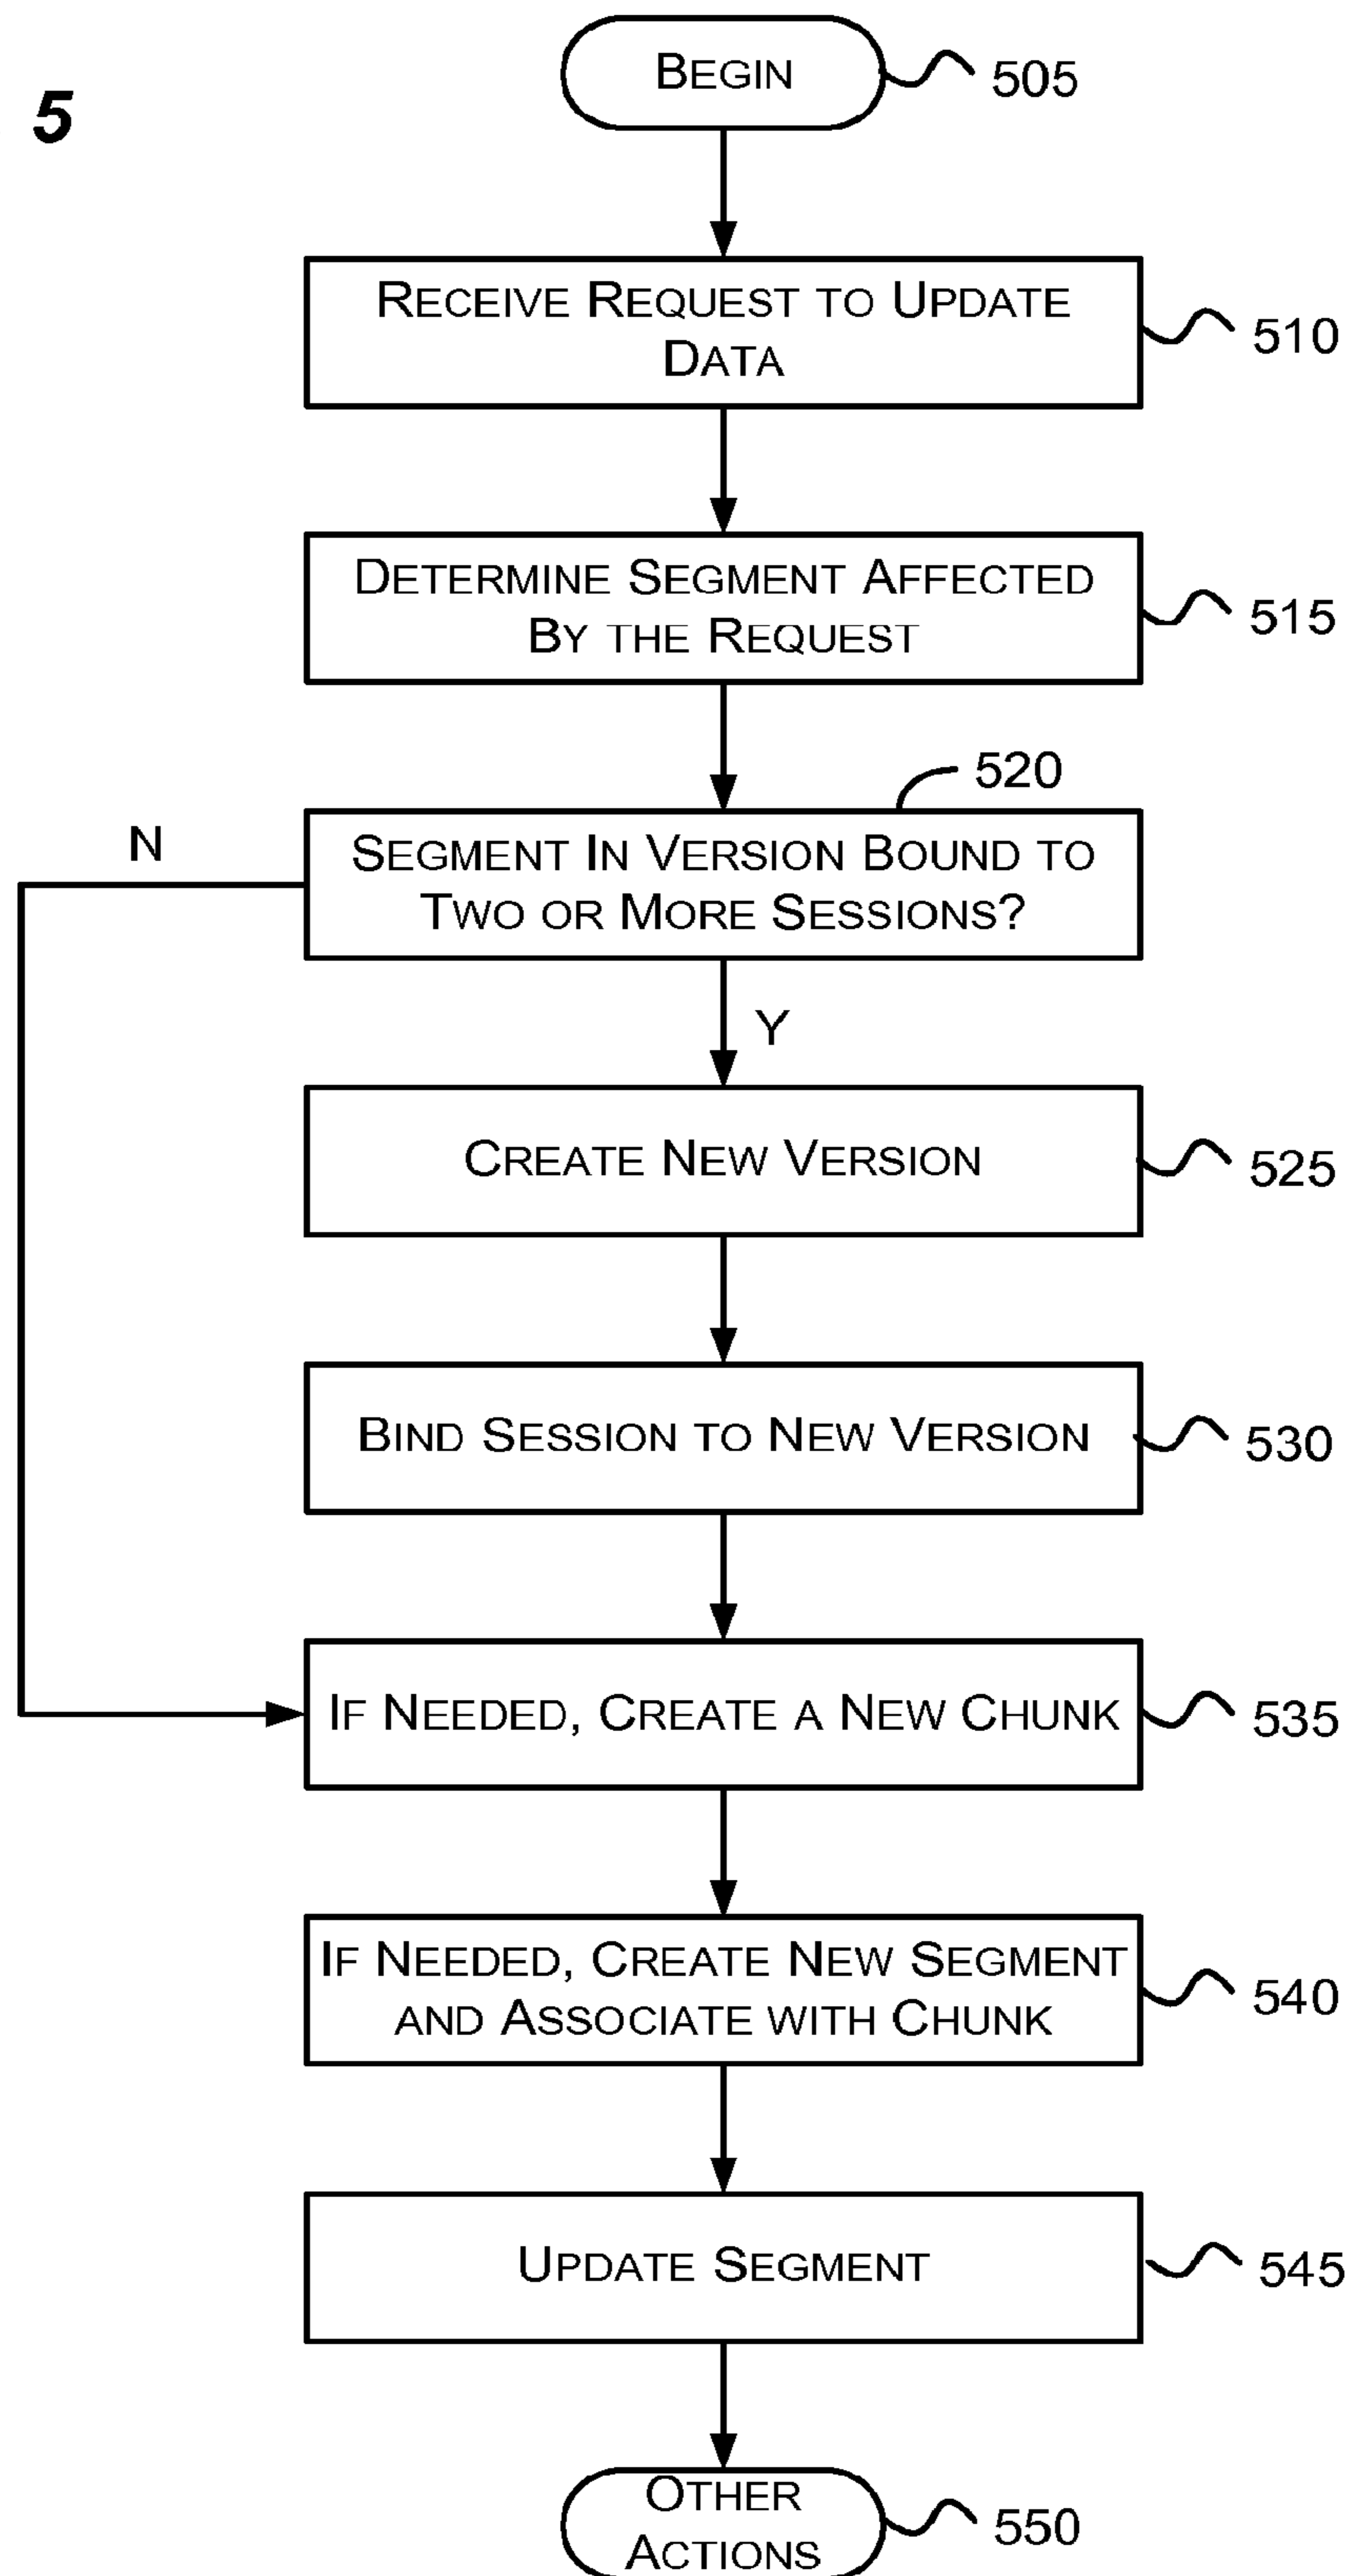 5
BEGIN
505
RECEIVE REQUEST TO UPDATE
DATA
510
DETERMINE SEGMENT AFFECTED
BY THE REQUEST
515
520
SEGMENT IN VERSION BOUND TO
TWO OR MORE SESSIONS?
N
Y
CREATE NEW VERSION
525
BIND SESSION TO NEW VERSION
530
IF NEEDED, CREATE A NEW CHUNK
535
IF NEEDED, CREATE NEW SEGMENT
AND ASSOCIATE WITH CHUNK
540
UPDATE SEGMENT
545
OTHER
ACTIONS
550